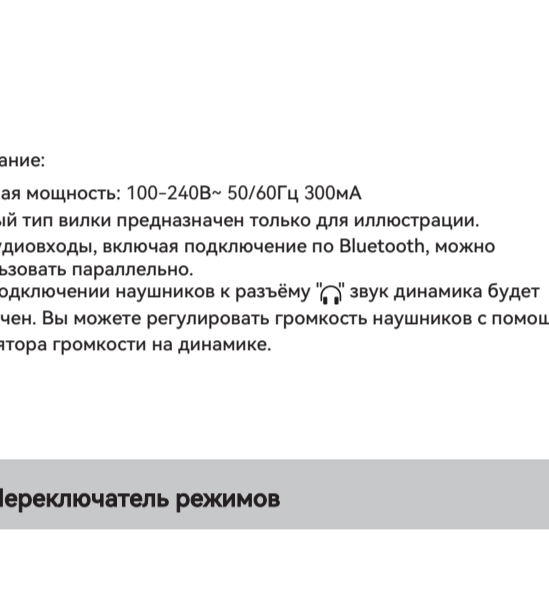 ание:
ая мощность: 100-240В~ 50/60Гц 300мА
ый тип вилки предназначен только для иллюстрации.
удиовходы, включая подключение по Bluetooth, можно
ьзовать параллельно.
одключении наушников к разъёму "🎧" звук динамика будет
чен. Вы можете регулировать громкость наушников с помощ
ятора громкости на динамике.
Переключатель режимов